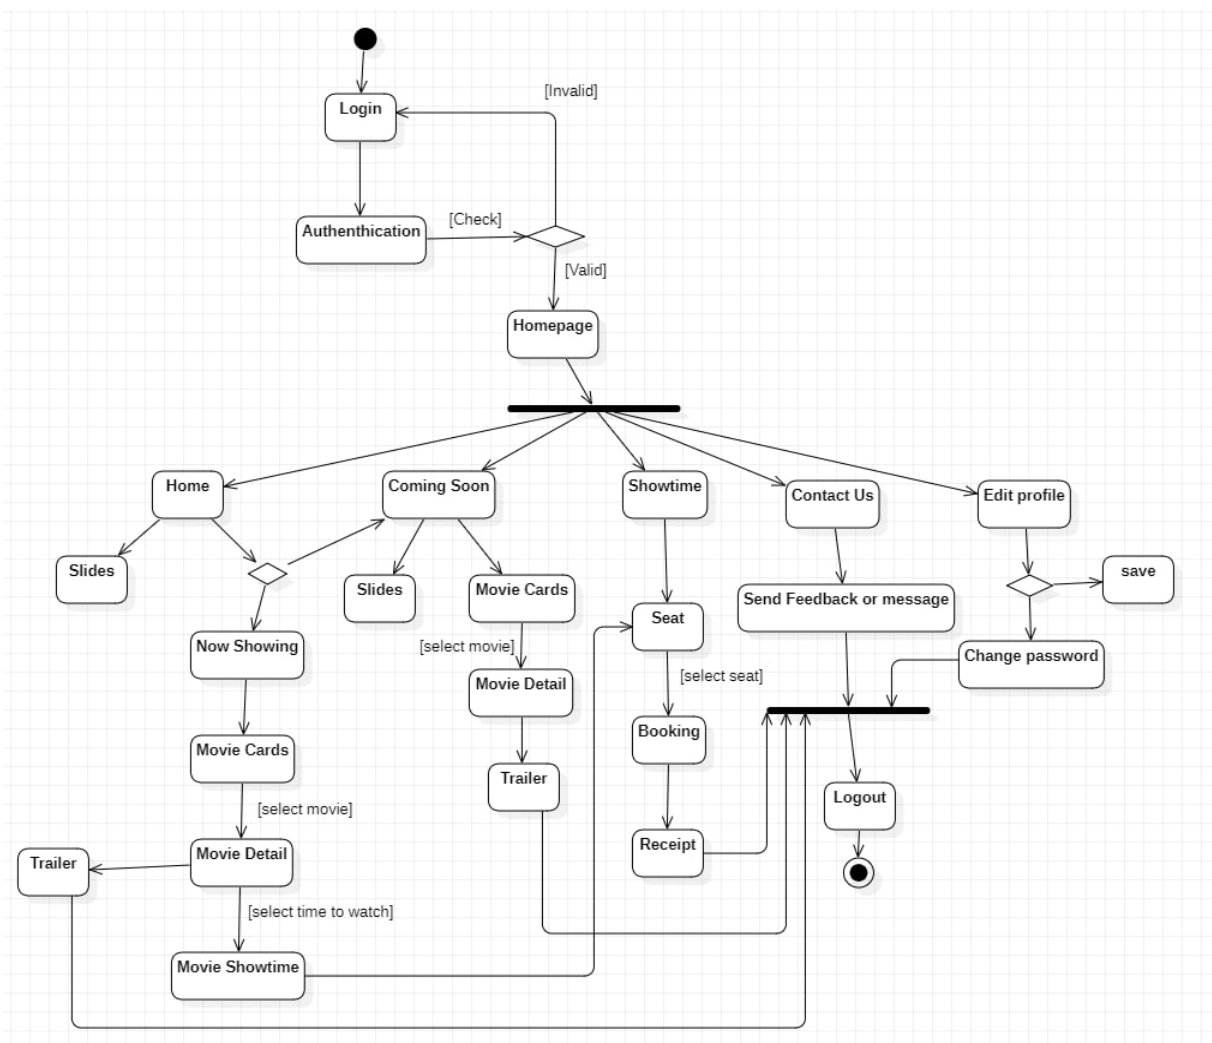 [Invalid]
Login
[Check]
Authenthication
[Valid]
Homepage
Home
Coming Soon
Showtime
Contact Us
Edit profile
Slides
Slides
Movie Cards
save
Send Feedback or message
Seat
Now Showing
[select movie]
Change password
Movie Detail
[select seat]
Booking
Movie Cards
Trailer
Logout
[select movie]
Receipt
Movie Detail
Trailer
[select time to watch]
Movie Showtime